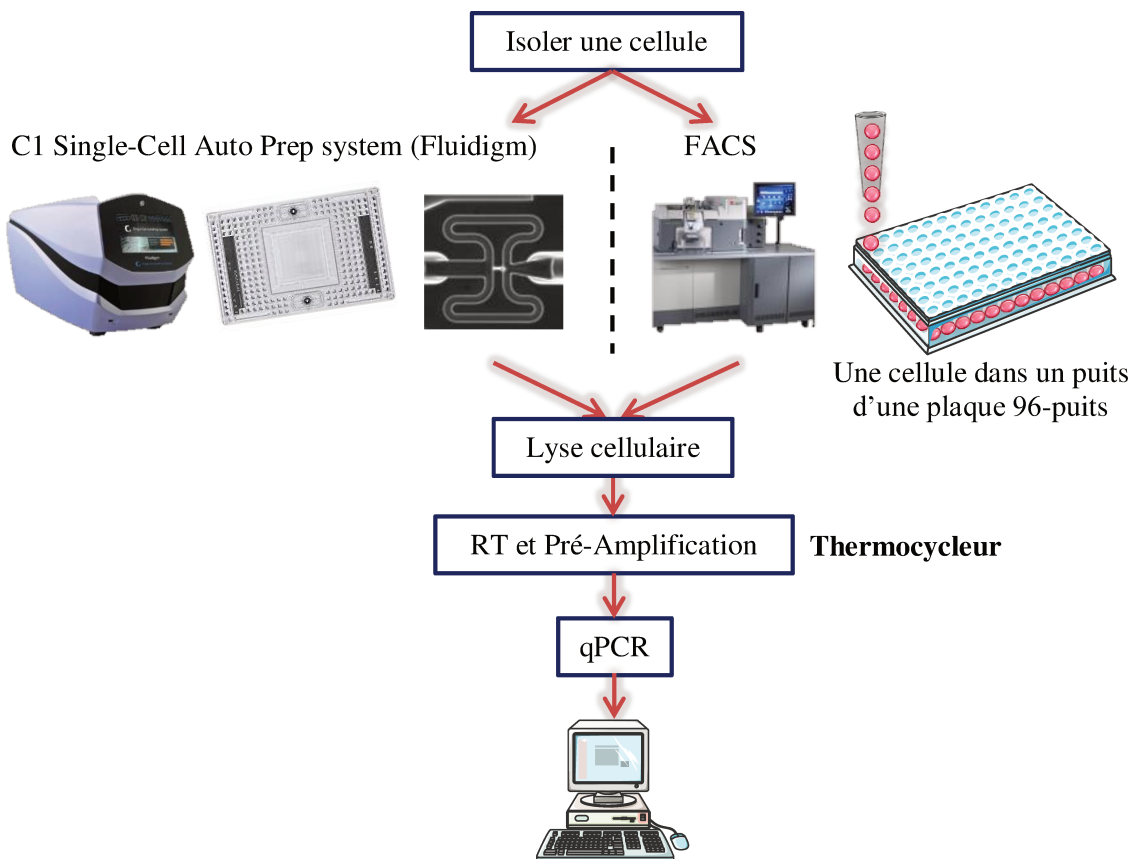 Isoler une cellule
C1 Single-Cell Auto Prep system (Fluidigm)
FACS
Une cellule dans un puits
d’une plaque 96-puits
Lyse cellulaire
RT et Pré-Amplification
Thermocycleur
qPCR